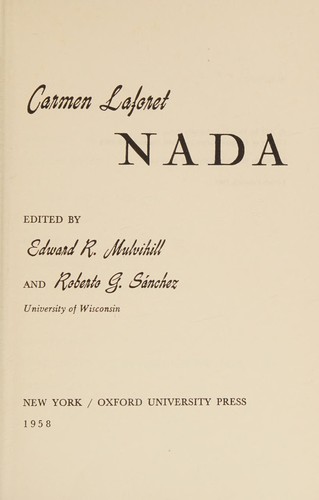 Carmen Laforet
NADA
EDITED BY
Edward R. Mulvihill
AND Roberto G. Sánchez
University of Wisconsin
NEW YORK / OXFORD UNIVERSITY PRESS
1958